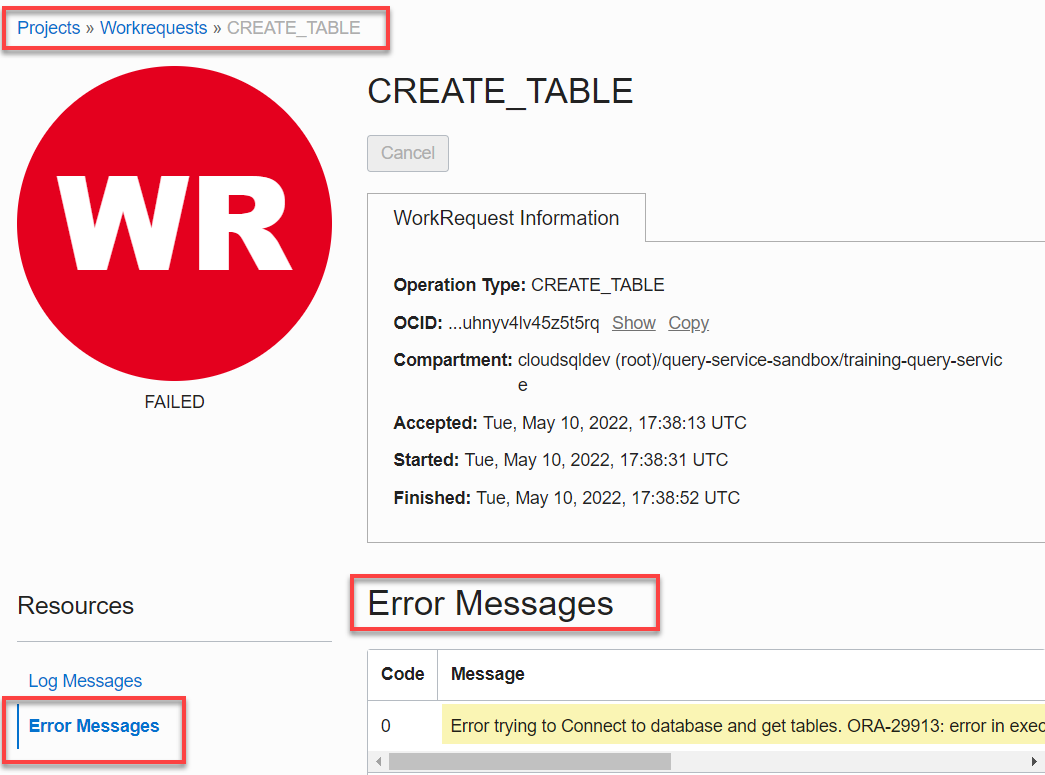 Projects » Workrequests » CREATE_TABLE
WR
FAILED
CREATE_TABLE
Cancel
WorkRequest Information
Operation Type: CREATE_TABLE
OCID: ...uhnyv4lv45z5t5rq Show Copy
Compartment: cloudsqldev (root)/query-service-sandbox/training-query-servic
e
Accepted: Tue, May 10, 2022, 17:38:13 UTC
Started: Tue, May 10, 2022, 17:38:31 UTC
Finished: Tue, May 10, 2022, 17:38:52 UTC
Resources
Log Messages
Error Messages
Error Messages
Code Message
0 Error trying to Connect to database and get tables. ORA-29913: error in exec